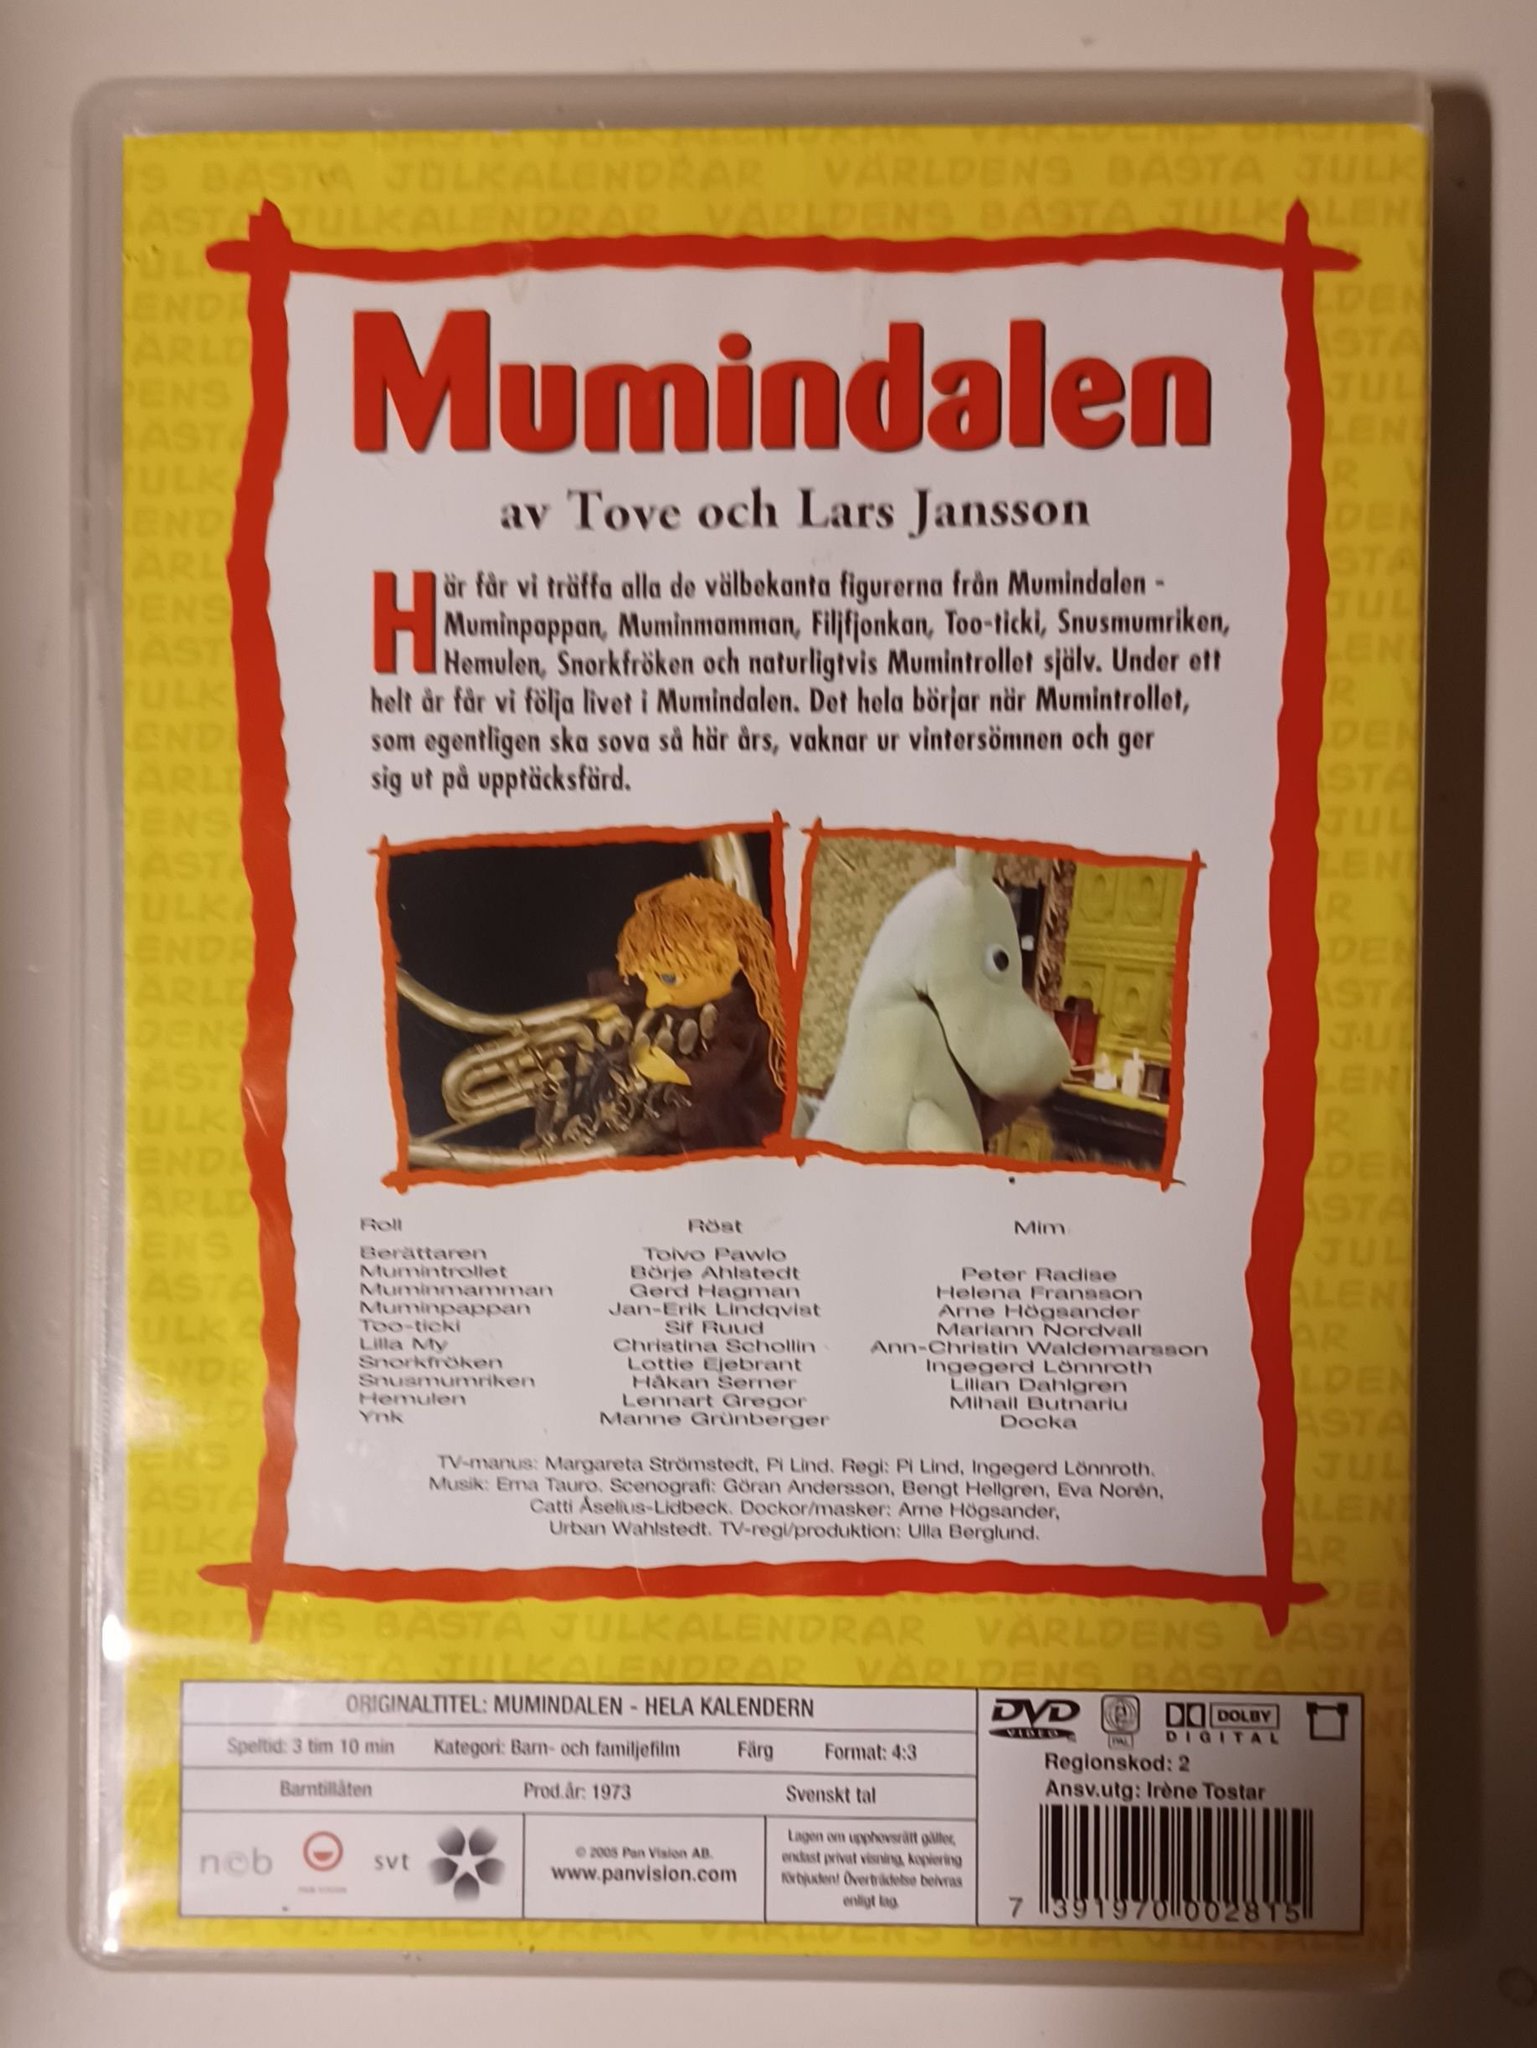 VÄRLDENS BÄSTA JULKALENDRAR
Mumindalen
av Tove och Lars Jansson
Här får vi träffa alla de välbekanta figurerna från Mumindalen -
Muminpappan, Muminmamman, Filjfjonkan, Too-ticki, Snusmumriken,
Hemulen, Snorkfröken och naturligtvis Mumintrollet själv. Under ett
helt år får vi följa livet i Mumindalen. Det hela börjar när Mumintrollet,
som egentligen ska sova så här års, vaknar ur vintersömnen och ger
sig ut på upptäcksfärd.
Roll Röst Mim
Berättaren Toivo Pawlo
Mumintrollet Börje Ahlstedt Peter Radise
Muminmamman Gerd Hagman Helena Fransson
Muminpappan Jan-Erik Lindqvist Arne Högsander
Too-ticki Sif Ruud Mariann Nordvall
Lilla My Christina Schollin Ann-Christin Waldemarsson
Snorkfröken Lottie Ejebrant Ingegerd Lönnroth
Snusmumriken Håkan Serner Lilian Dahlgren
Hemulen Lennart Gregor Mihail Butnariu
Ynk Manne Grünberger Docka
TV-manus: Margareta Strömstedt, Pi Lind. Regi: Pi Lind, Ingegerd Lönnroth.
Musik: Erna Tauro. Scenografi: Göran Andersson, Bengt Hellgren, Eva Norén,
Catti Åselius-Lidbeck. Dockor/masker: Arne Högsander,
Urban Wahlstedt. TV-regi/produktion: Ulla Berglund.
VÄRLDENS BÄSTA JULKALENDRAR
ORIGINALTITEL: MUMINDALEN - HELA KALENDERN
Speltid: 3 tim 10 min Kategori: Barn- och familjefilm Färg Format: 4:3
Barntillåten Prod.år: 1973 Svenskt tal
ncb svt
© 2005 Pan Vision AB.
www.panvision.com
Lagen om upphovsrätt gäller,
endast privat visning, kopiering
förbjuden! Överträdelse beivras
enligt lag.
DVD VIDEO PAL DOLBY DIGITAL
Regionskod: 2
Ansv.utg: Irène Tostar
7 391970 002815